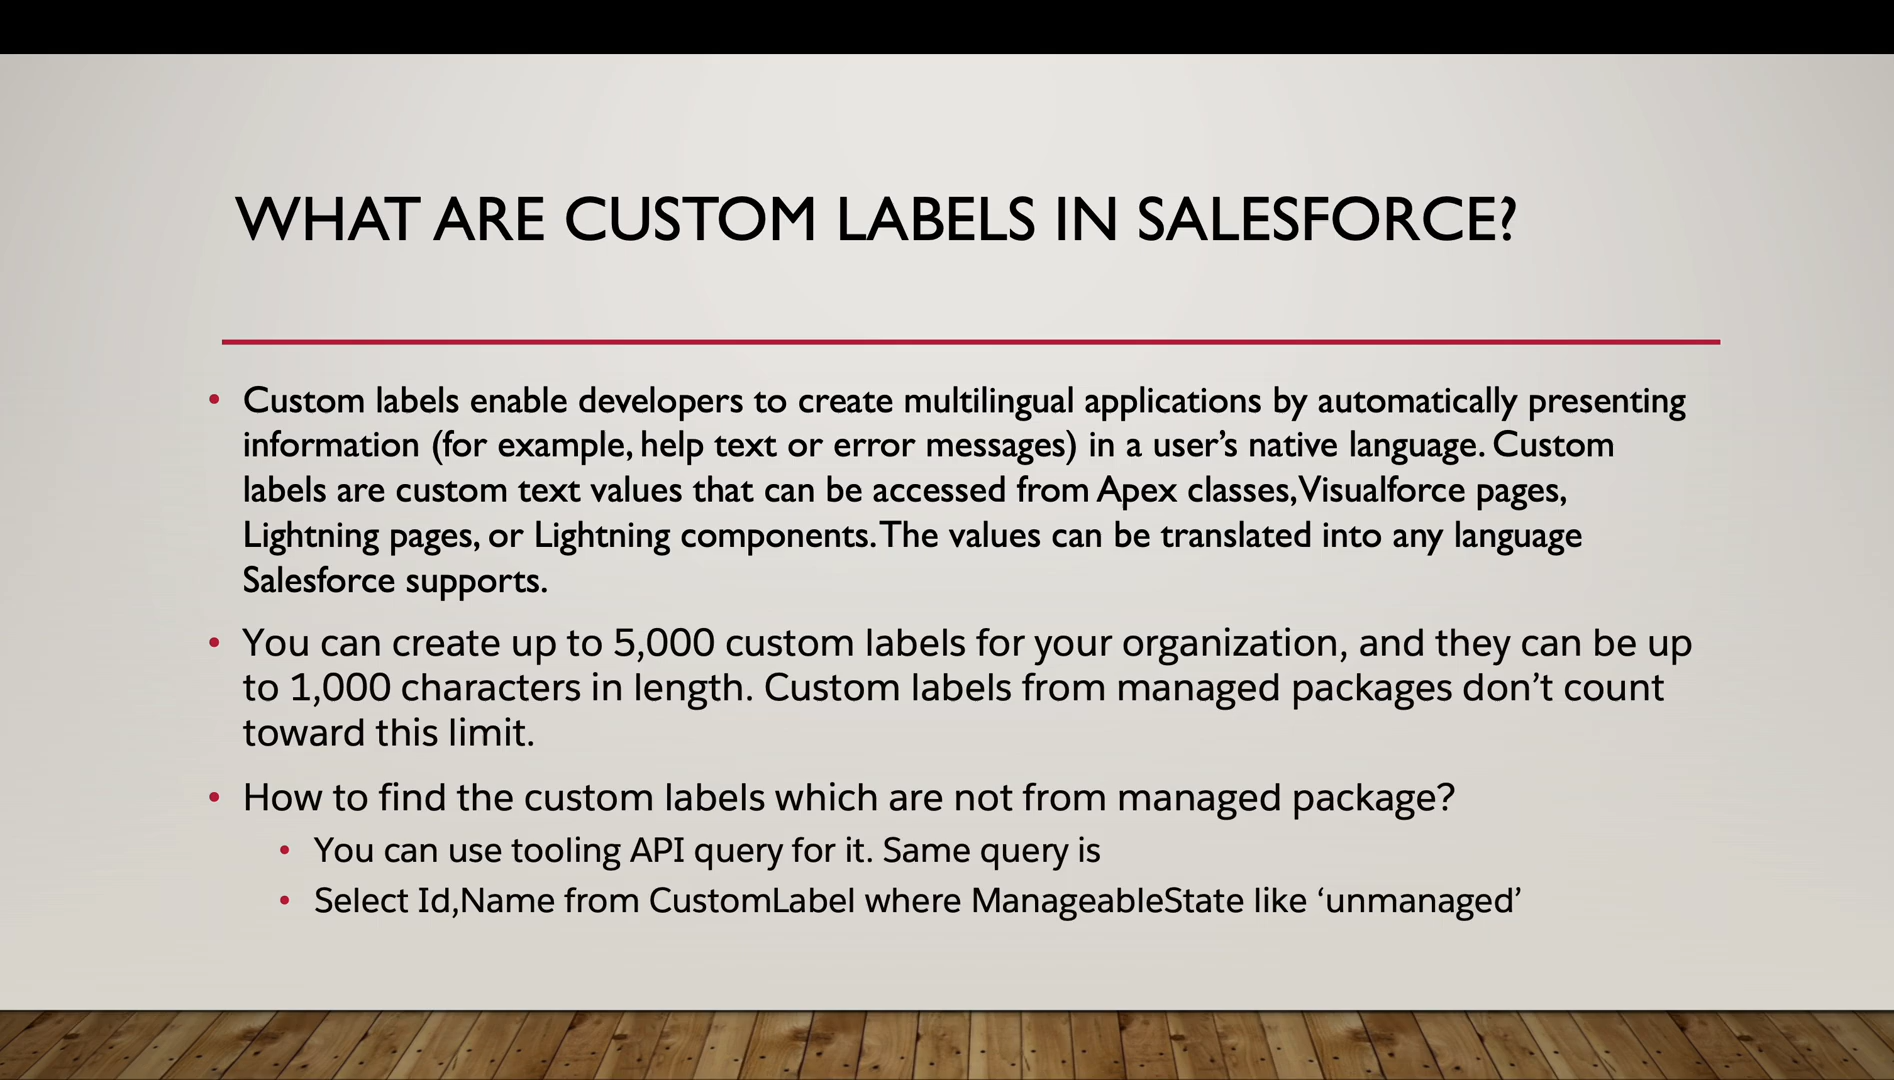 WHAT ARE CUSTOM LABELS IN SALESFORCE?
• Custom labels enable developers to create multilingual applications by automatically presenting
information (for example, help text or error messages) in a user’s native language. Custom
labels are custom text values that can be accessed from Apex classes, Visualforce pages,
Lightning pages, or Lightning components. The values can be translated into any language
Salesforce supports.
• You can create up to 5,000 custom labels for your organization, and they can be up
to 1,000 characters in length. Custom labels from managed packages don’t count
toward this limit.
• How to find the custom labels which are not from managed package?
• You can use tooling API query for it. Same query is
• Select Id,Name from CustomLabel where ManageableState like ‘unmanaged’